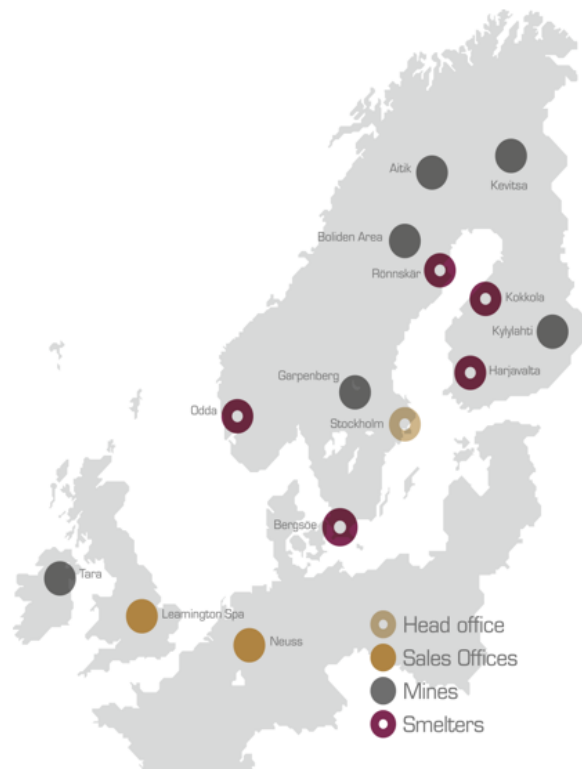 Aitik
Kevitsa
Boliden Area
Rönnskär
Kokkola
Kylylahti
Harjavalta
Garpenberg
Odda
Stockholm
Bergsöe
Tara
Leamington Spa
Neuss
Head office
Sales Offices
Mines
Smelters